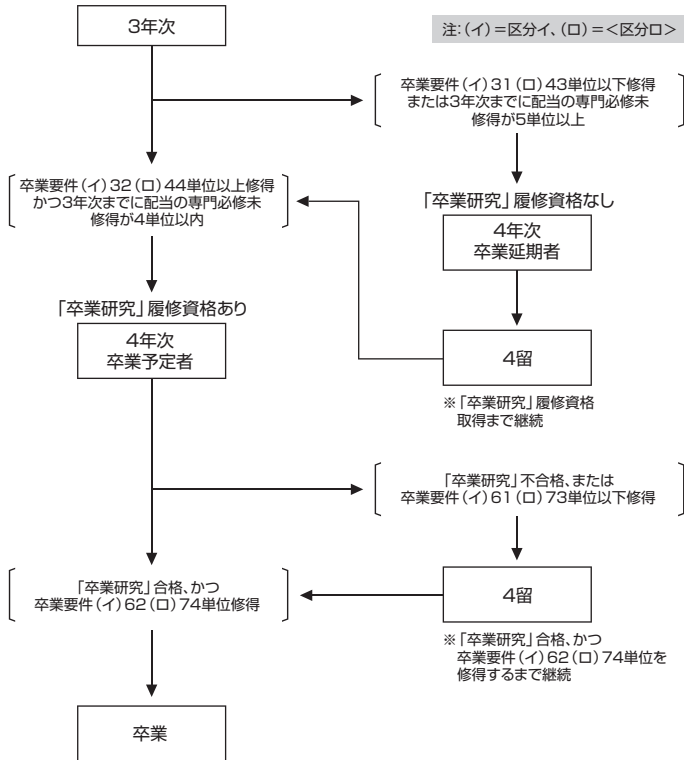 3年次
注：(イ)＝区分イ、(ロ)＝＜区分ロ＞
卒業要件(イ)31(ロ)43単位以下修得
または3年次までに配当の専門必修未
修得が5単位以上
卒業要件(イ)32(ロ)44単位以上修得
かつ3年次までに配当の専門必修未
修得が4単位以内
「卒業研究」履修資格なし
4年次
卒業延期者
「卒業研究」履修資格あり
4年次
卒業予定者
4留
※「卒業研究」履修資格
取得まで継続
「卒業研究」不合格、または
卒業要件(イ)61(ロ)73単位以下修得
「卒業研究」合格、かつ
卒業要件(イ)62(ロ)74単位修得
4留
※「卒業研究」合格、かつ
卒業要件(イ)62(ロ)74単位を
修得するまで継続
卒業